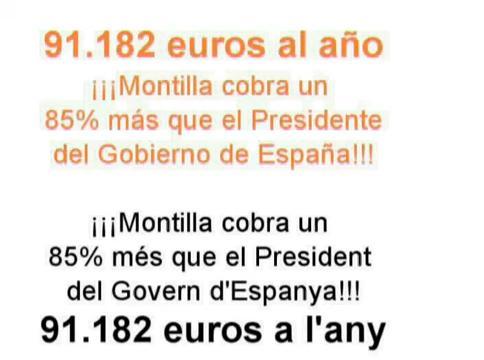 91.182 euros al año
¡¡¡Montilla cobra un
85% más que el Presidente
del Gobierno de España!!!
¡¡¡Montilla cobra un
85% més que el President
del Govern d'Espanya!!!
91.182 euros a l'any